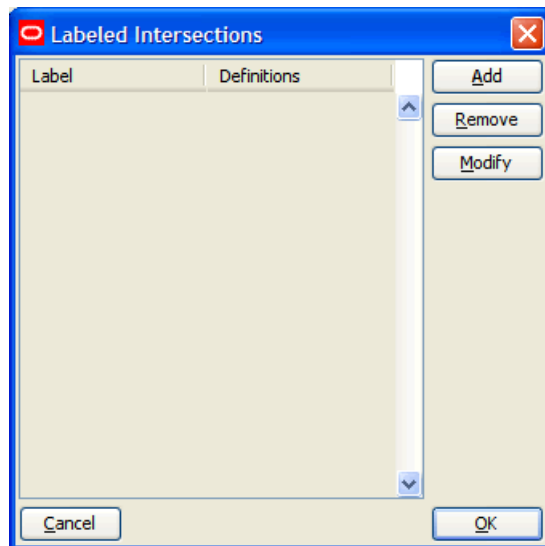 Labeled Intersections
Label Definitions
Add
Remove
Modify
Cancel OK